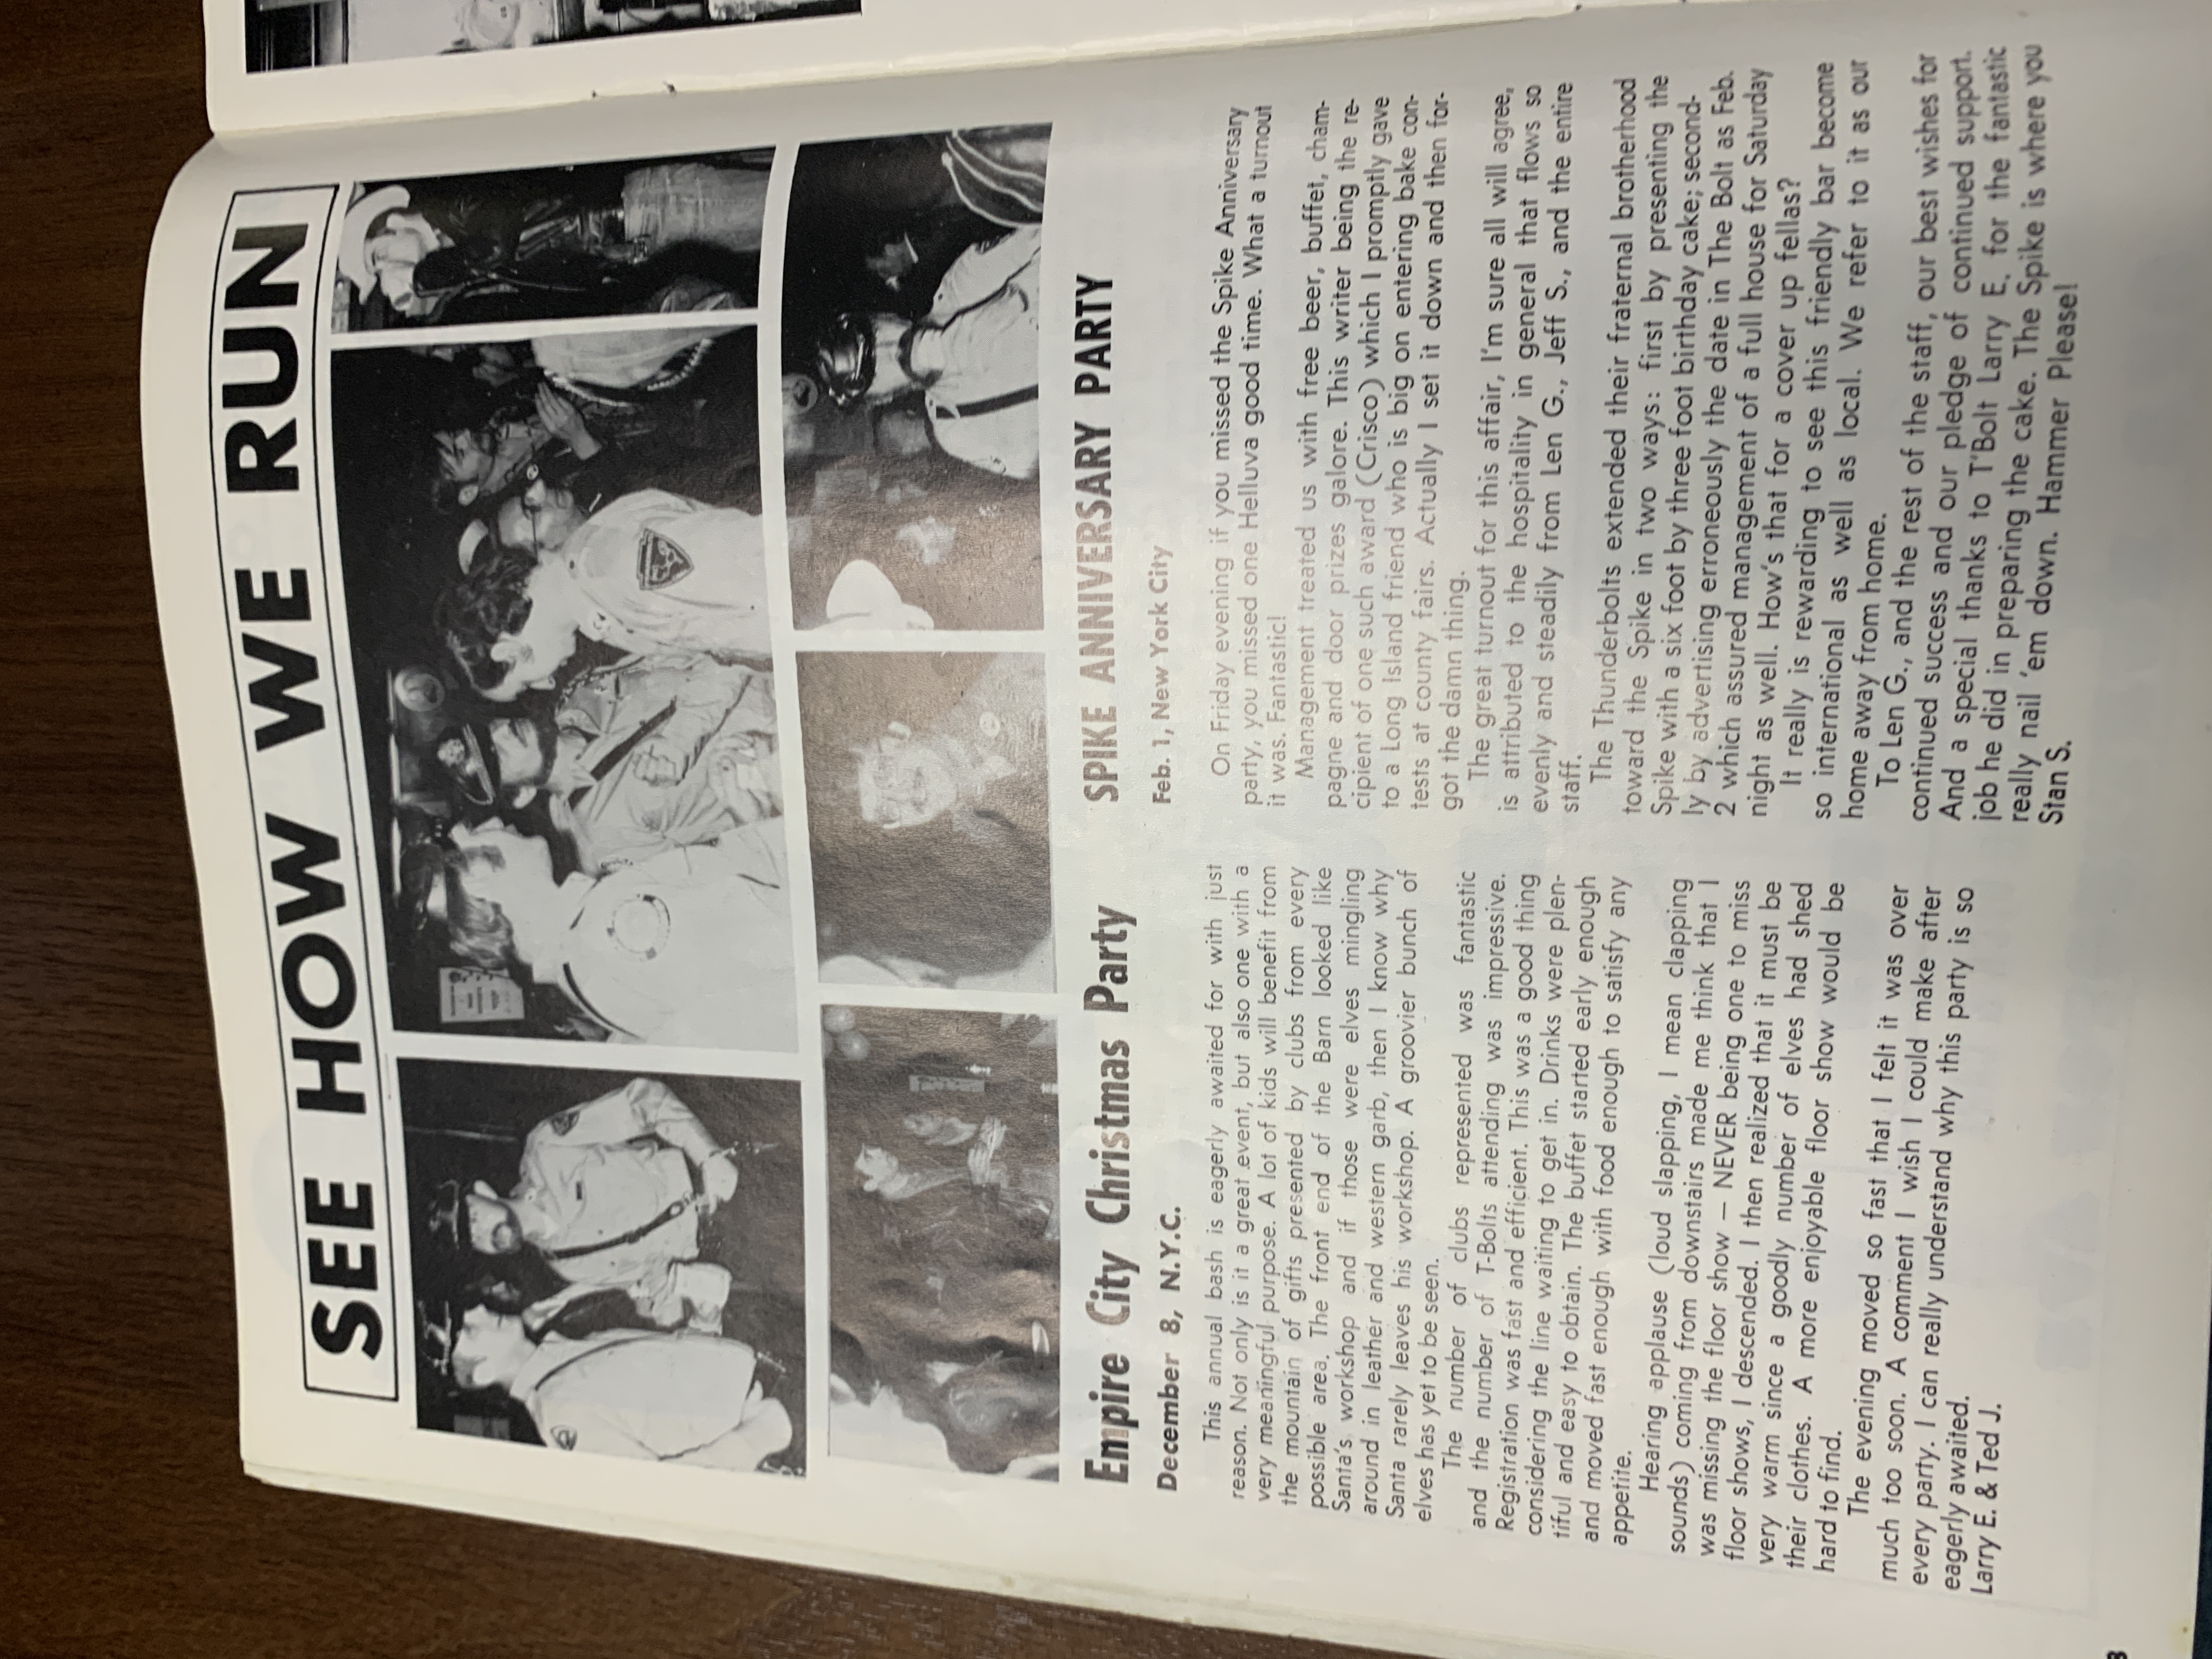 SEE HOW WE RUN
Empire City Christmas Party
December 8, N.Y.C.
This annual bash is eagerly awaited for with just
reason. Not only is it a great event, but also one with a
very meaningful purpose. A lot of kids will benefit from
the mountain of gifts presented by clubs from every
possible area. The front end of the Barn looked like
Santa's workshop and if those were elves mingling
around in leather and western garb, then I know why
Santa rarely leaves his workshop. A groovier bunch of
elves has yet to be seen.
The number of clubs represented was fantastic
and the number of T-Bolts attending was impressive.
Registration was fast and efficient. This was a good thing
considering the line waiting to get in. Drinks were plen-
tiful and easy to obtain. The buffet started early enough
and moved fast enough with food enough to satisfy any
appetite.
Hearing applause (loud slapping, I mean clapping
sounds) coming from downstairs made me think that I
was missing the floor show — NEVER being one to miss
floor shows, I descended. I then realized that it must be
very warm since a goodly number of elves had shed
their clothes. A more enjoyable floor show would be
hard to find.
The evening moved so fast that I felt it was over
much too soon. A comment I wish I could make after
every party. I can really understand why this party is so
eagerly awaited.
Larry E. & Ted J.
SPIKE ANNIVERSARY PARTY
Feb. 1, New York City
On Friday evening if you missed the Spike Anniversary
party, you missed one Helluva good time. What a turnout
it was. Fantastic!
Management treated us with free beer, buffet, cham-
pagne and door prizes galore. This writer being the re-
cipient of one such award (Crisco) which I promptly gave
to a Long Island friend who is big on entering bake con-
tests at county fairs. Actually I set it down and then for-
got the damn thing.
The great turnout for this affair, I'm sure all will agree,
is attributed to the hospitality in general that flows so
evenly and steadily from Len G., Jeff S., and the entire
staff.
The Thunderbolts extended their fraternal brotherhood
toward the Spike in two ways: first by presenting the
Spike with a six foot by three foot birthday cake; second-
ly by advertising erroneously the date in The Bolt as Feb.
2 which assured management of a full house for Saturday
night as well. How's that for a cover up fellas?
It really is rewarding to see this friendly bar become
so international as well as local. We refer to it as our
home away from home.
To Len G., and the rest of the staff, our best wishes for
continued success and our pledge of continued support.
And a special thanks to T'Bolt Larry E. for the fantastic
job he did in preparing the cake. The Spike is where you
really nail 'em down. Hammer Please!
Stan S.